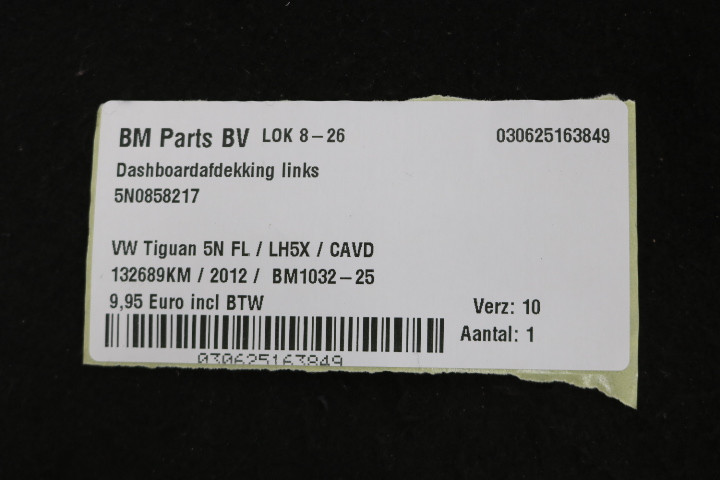 BM Parts BV LOK 8-26 030625163849
Dashboardafdekking links
5N0858217
VW Tiguan 5N FL / LH5X / CAVD
132689KM / 2012 / BM1032-25
9,95 Euro incl BTW Verz: 10
Aantal: 1
030625163849